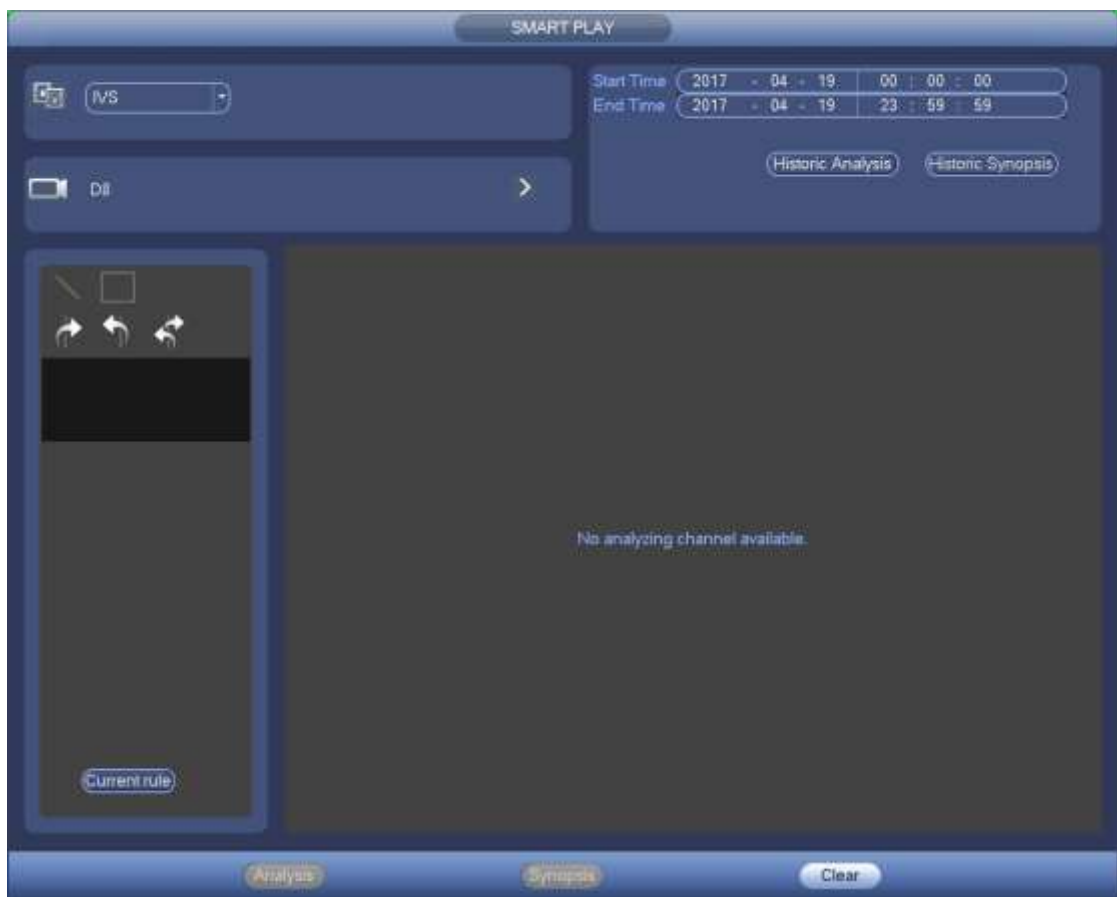 SMART PLAY
IVS
Start Time 2017 - 04 - 19 00 : 00 : 00
End Time 2017 - 04 - 19 23 : 59 : 59
Historic Analysis Historic Synopsis
No analyzing channel available.
Current rule
Analysis Synopsis Clear